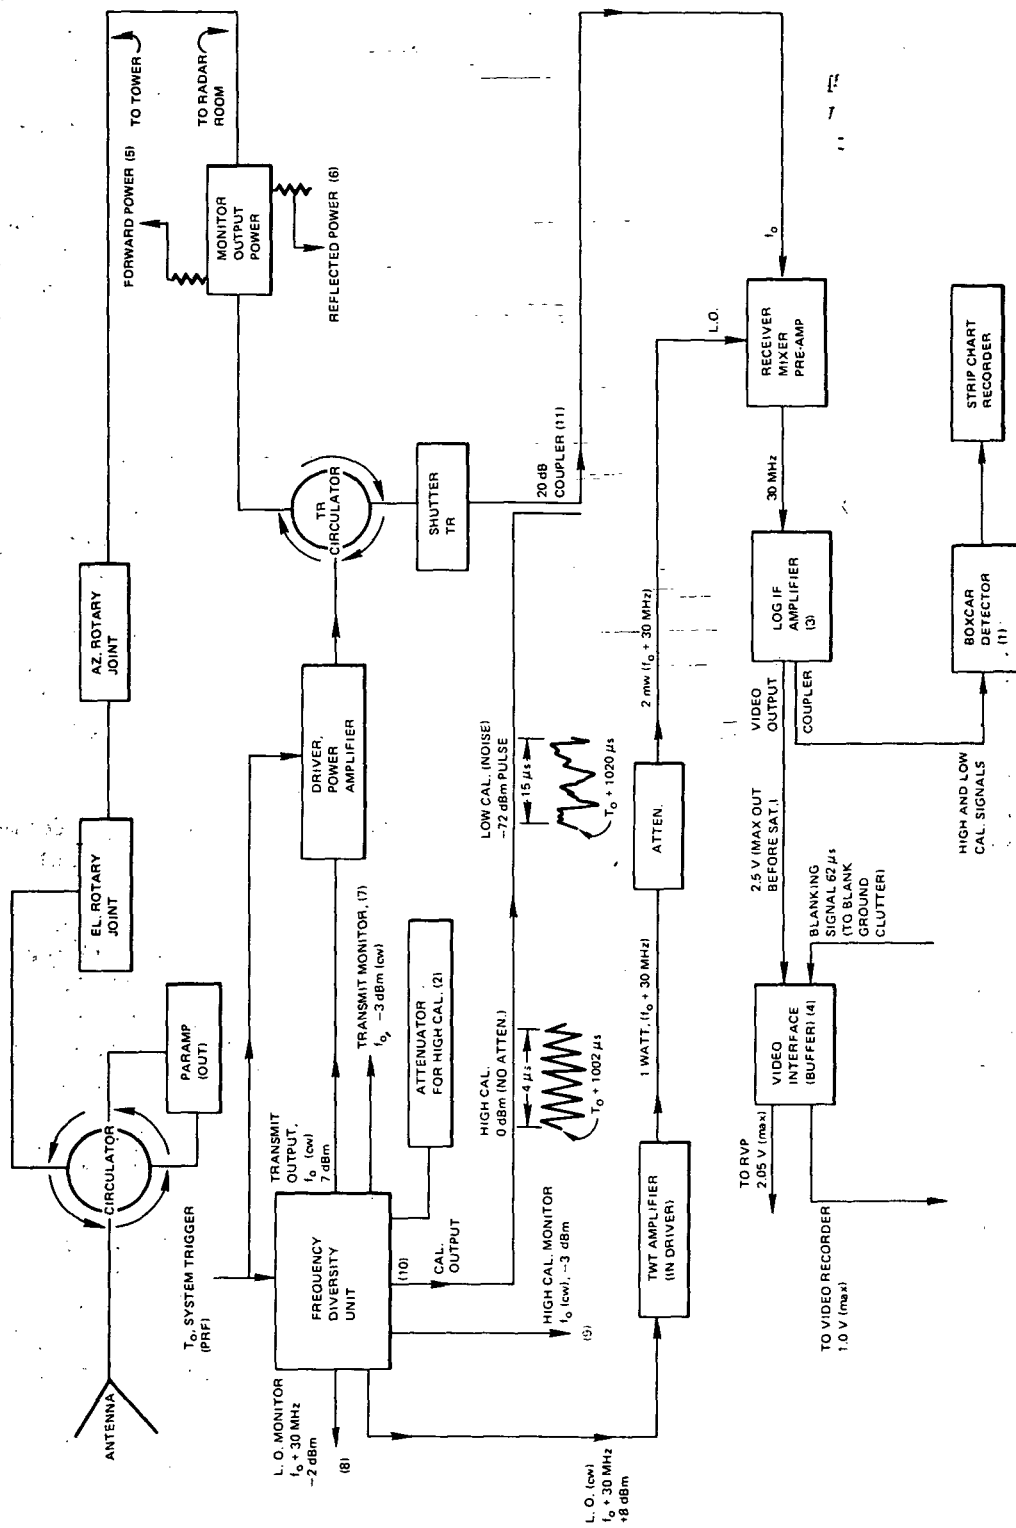 ANTENNA
CIRCULATOR
PARAMP
(OUT)
EL. ROTARY
JOINT
AZ. ROTARY
JOINT
TO TOWER
TO RADAR
ROOM
FORWARD POWER (5)
MONITOR
OUTPUT
POWER
REFLECTED POWER (6)
T₀, SYSTEM TRIGGER
(PRF)
L. O. MONITOR
f₀ + 30 MHz
−2 dBm
(8)
FREQUENCY
DIVERSITY
UNIT
TRANSMIT
OUTPUT,
f₀ (cw)
7 dBm
DRIVER,
POWER
AMPLIFIER
TR
CIRCULATOR
SHUTTER
TR
TRANSMIT MONITOR, (7)
f₀, −3 dBm (cw)
ATTENUATOR
FOR HIGH CAL. (2)
(10)
CAL.
OUTPUT
HIGH CAL. MONITOR
f₀ (cw), −3 dBm
(9)
HIGH CAL.
0 dBm (NO ATTEN.)
4 μs
T₀ + 1002 μs
LOW CAL. (NOISE)
−72 dBm PULSE
15 μs
T₀ + 1020 μs
20 dB
COUPLER (11)
L.O. (cw)
f₀ + 30 MHz
+8 dBm
TWT AMPLIFIER
(IN DRIVER)
1 WATT, (f₀ + 30 MHz)
ATTEN.
2 mw (f₀ + 30 MHz)
L.O.
f₀
RECEIVER
MIXER
PRE-AMP
30 MHz
LOG IF
AMPLIFIER
(3)
VIDEO
OUTPUT
COUPLER
2.5 V (MAX OUT
BEFORE SAT.)
BLANKING
SIGNAL 62 μs
(TO BLANK
GROUND
CLUTTER)
VIDEO
INTERFACE
(BUFFER) (4)
TO RVP
2.05 V (max)
TO VIDEO RECORDER
1.0 V (max)
HIGH AND LOW
CAL. SIGNALS
BOXCAR
DETECTOR
(1)
STRIP CHART
RECORDER